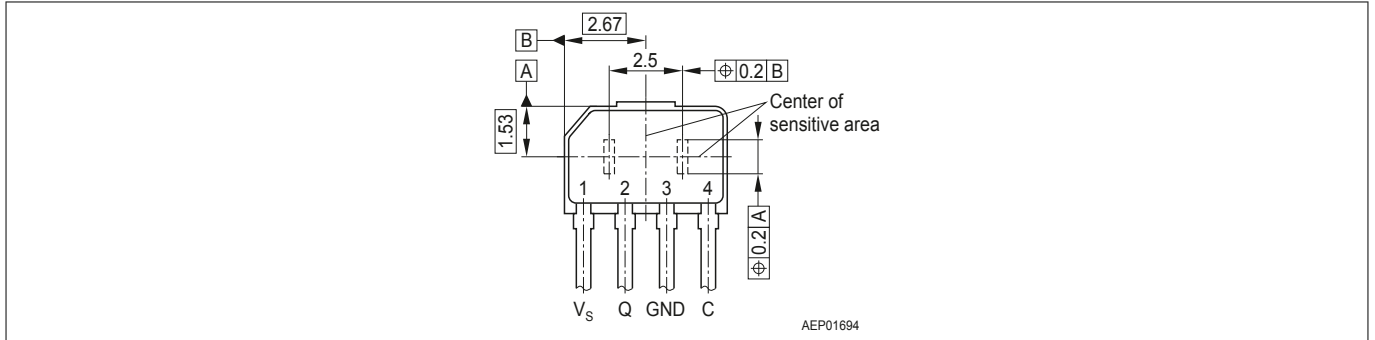 2.67
B
2.5
A
⌖ 0.2 B
Center of
sensitive area
1.53
1 2 3 4
⌖ 0.2 A
VS Q GND C
AEP01694